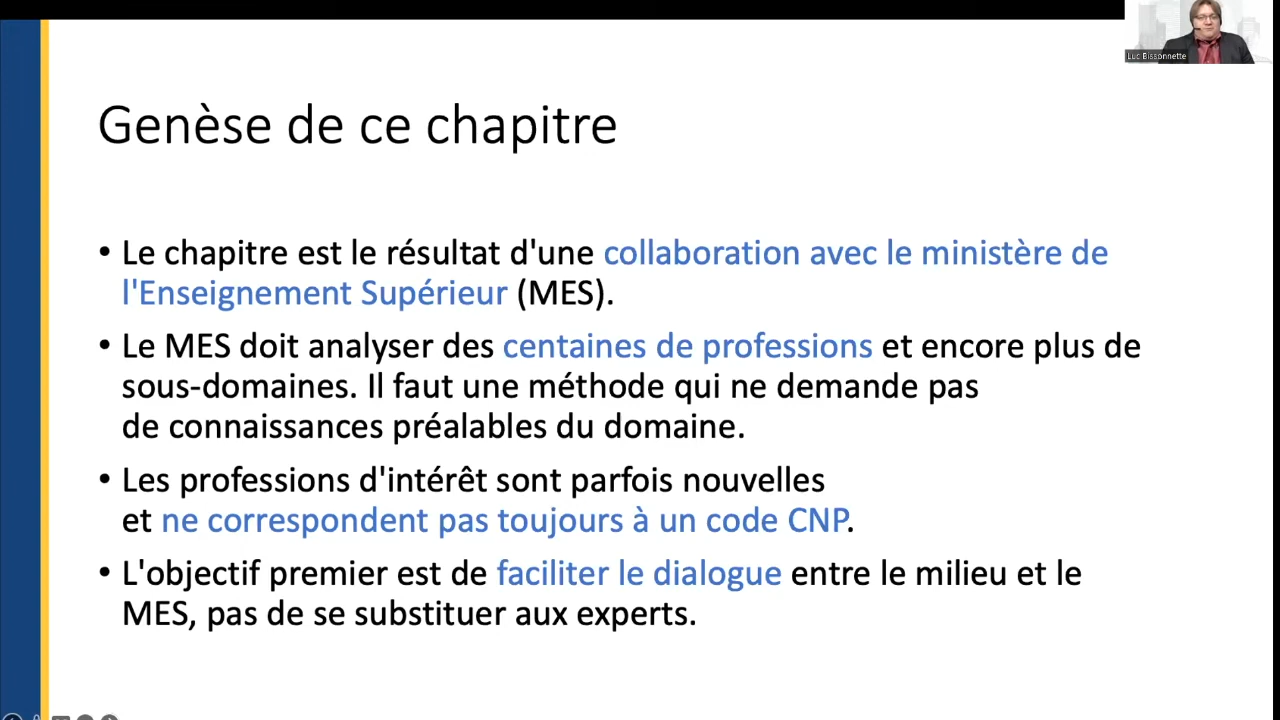 Luc Bissonnette
Genèse de ce chapitre
• Le chapitre est le résultat d'une collaboration avec le ministère de
l'Enseignement Supérieur (MES).
• Le MES doit analyser des centaines de professions et encore plus de
sous-domaines. Il faut une méthode qui ne demande pas
de connaissances préalables du domaine.
• Les professions d'intérêt sont parfois nouvelles
et ne correspondent pas toujours à un code CNP.
• L'objectif premier est de faciliter le dialogue entre le milieu et le
MES, pas de se substituer aux experts.